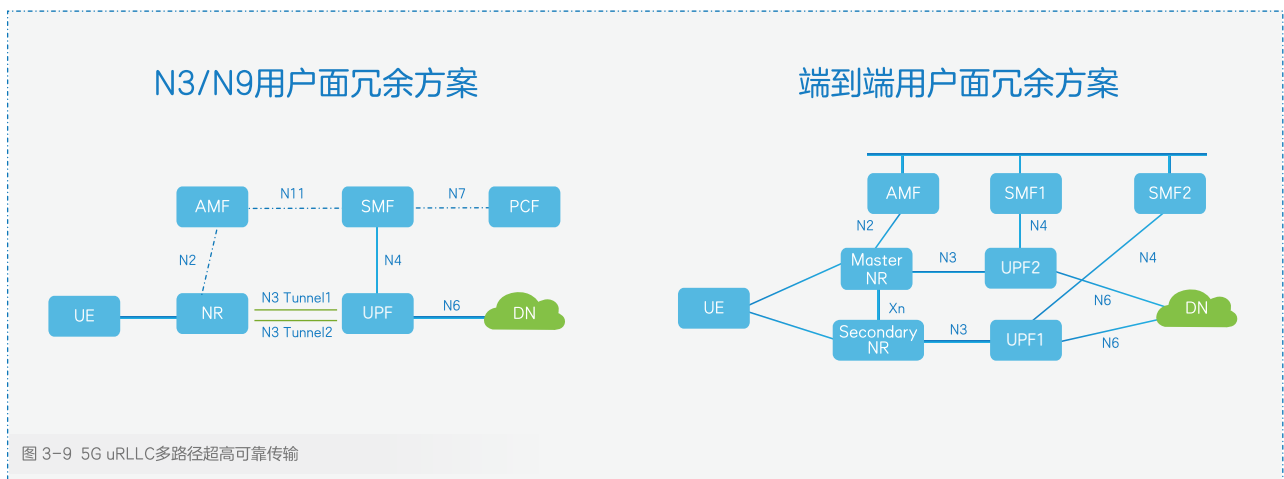 N3/N9用户面冗余方案
AMF
N11
SMF
N7
PCF
N2
N4
UE
NR
N3 Tunnel1
N3 Tunnel2
UPF
N6
DN
端到端用户面冗余方案
AMF
SMF1
SMF2
N2
N4
N4
Master
NR
N3
UPF2
UE
Xn
N6
DN
Secondary
NR
N3
UPF1
N6
图 3-9 5G uRLLC多路径超高可靠传输